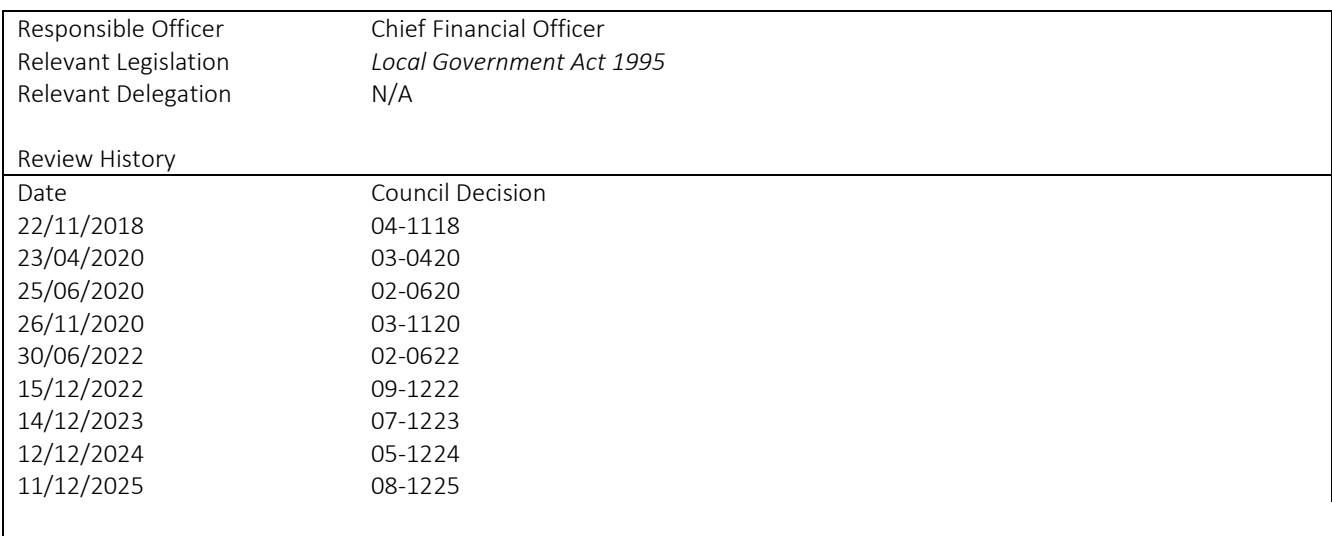 Responsible Officer Chief Financial Officer
Relevant Legislation Local Government Act 1995
Relevant Delegation N/A
Review History
Date Council Decision
22/11/2018 04-1118
23/04/2020 03-0420
25/06/2020 02-0620
26/11/2020 03-1120
30/06/2022 02-0622
15/12/2022 09-1222
14/12/2023 07-1223
12/12/2024 05-1224
11/12/2025 08-1225